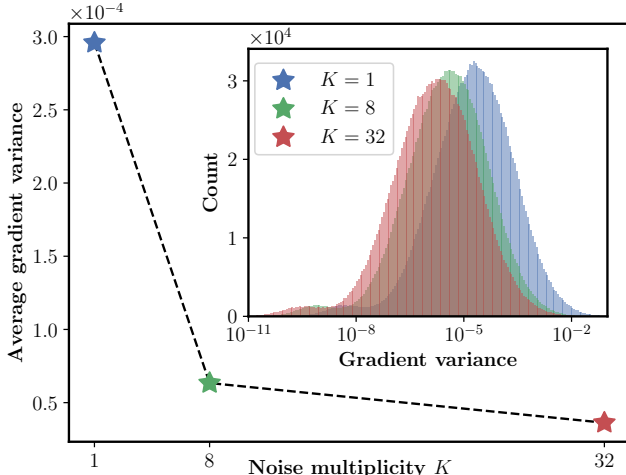 ×10⁻⁴
3.0
2.5
2.0
1.5
1.0
0.5
Average gradient variance
1
8
32
Noise multiplicity K
×10⁴
3
2
1
0
Count
K = 1
K = 8
K = 32
10⁻¹¹
10⁻⁸
10⁻⁵
10⁻²
Gradient variance